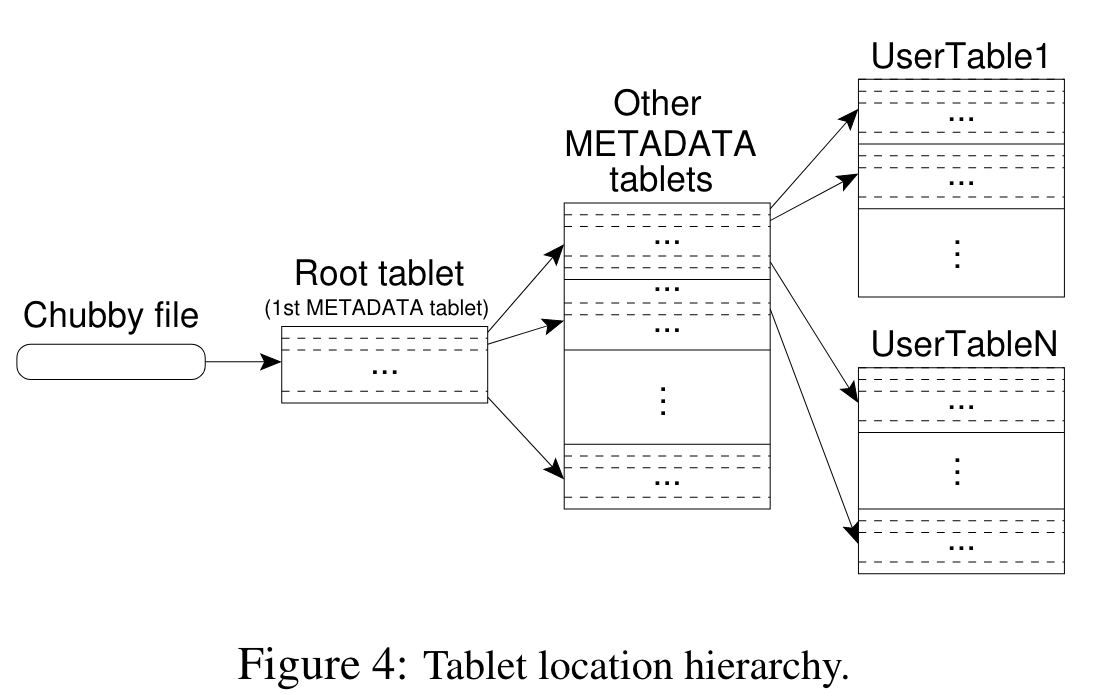 Chubby file
Root tablet
(1st METADATA tablet)
...
Other
METADATA
tablets
...
...
...
⋮
...
UserTable1
...
...
⋮
UserTableN
...
⋮
...
Figure 4: Tablet location hierarchy.